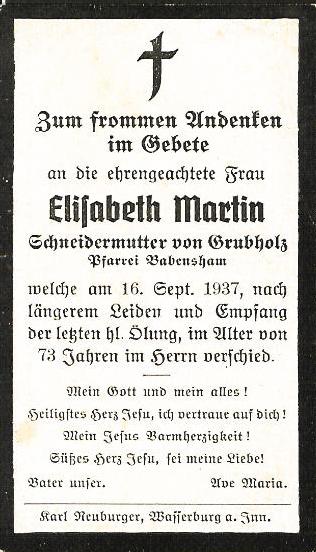 Zum frommen Andenken
im Gebete
an die ehrengeachtete Frau
Elisabeth Martin
Schneidermutter von Grubholz
Pfarrei Babensham
welche am 16. Sept. 1937, nach
längerem Leiden und Empfang
der letzten hl. Ölung, im Alter von
73 Jahren im Herrn verschied.
Mein Gott und mein alles!
Heiligstes Herz Jesu, ich vertraue auf dich!
Mein Jesus Barmherzigkeit!
Süßes Herz Jesu, sei meine Liebe!
Vater unser. Ave Maria.
Karl Neuburger, Wasserburg a. Inn.